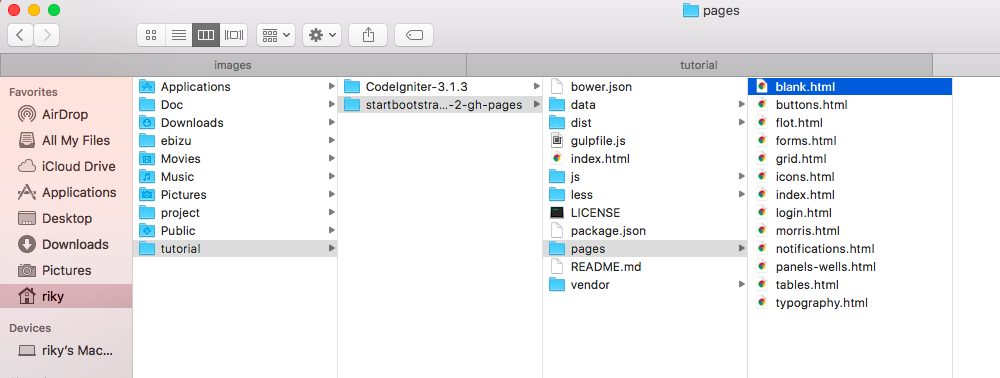 pages
images
tutorial
Favorites
AirDrop
All My Files
iCloud Drive
Applications
Desktop
Downloads
Pictures
riky
Devices
riky's Mac...
Applications
Doc
Downloads
ebizu
Movies
Music
Pictures
project
Public
tutorial
CodeIgniter-3.1.3
startbootstra...-2-gh-pages
bower.json
data
dist
gulpfile.js
index.html
js
less
LICENSE
package.json
pages
README.md
vendor
blank.html
buttons.html
flot.html
forms.html
grid.html
icons.html
index.html
login.html
morris.html
notifications.html
panels-wells.html
tables.html
typography.html